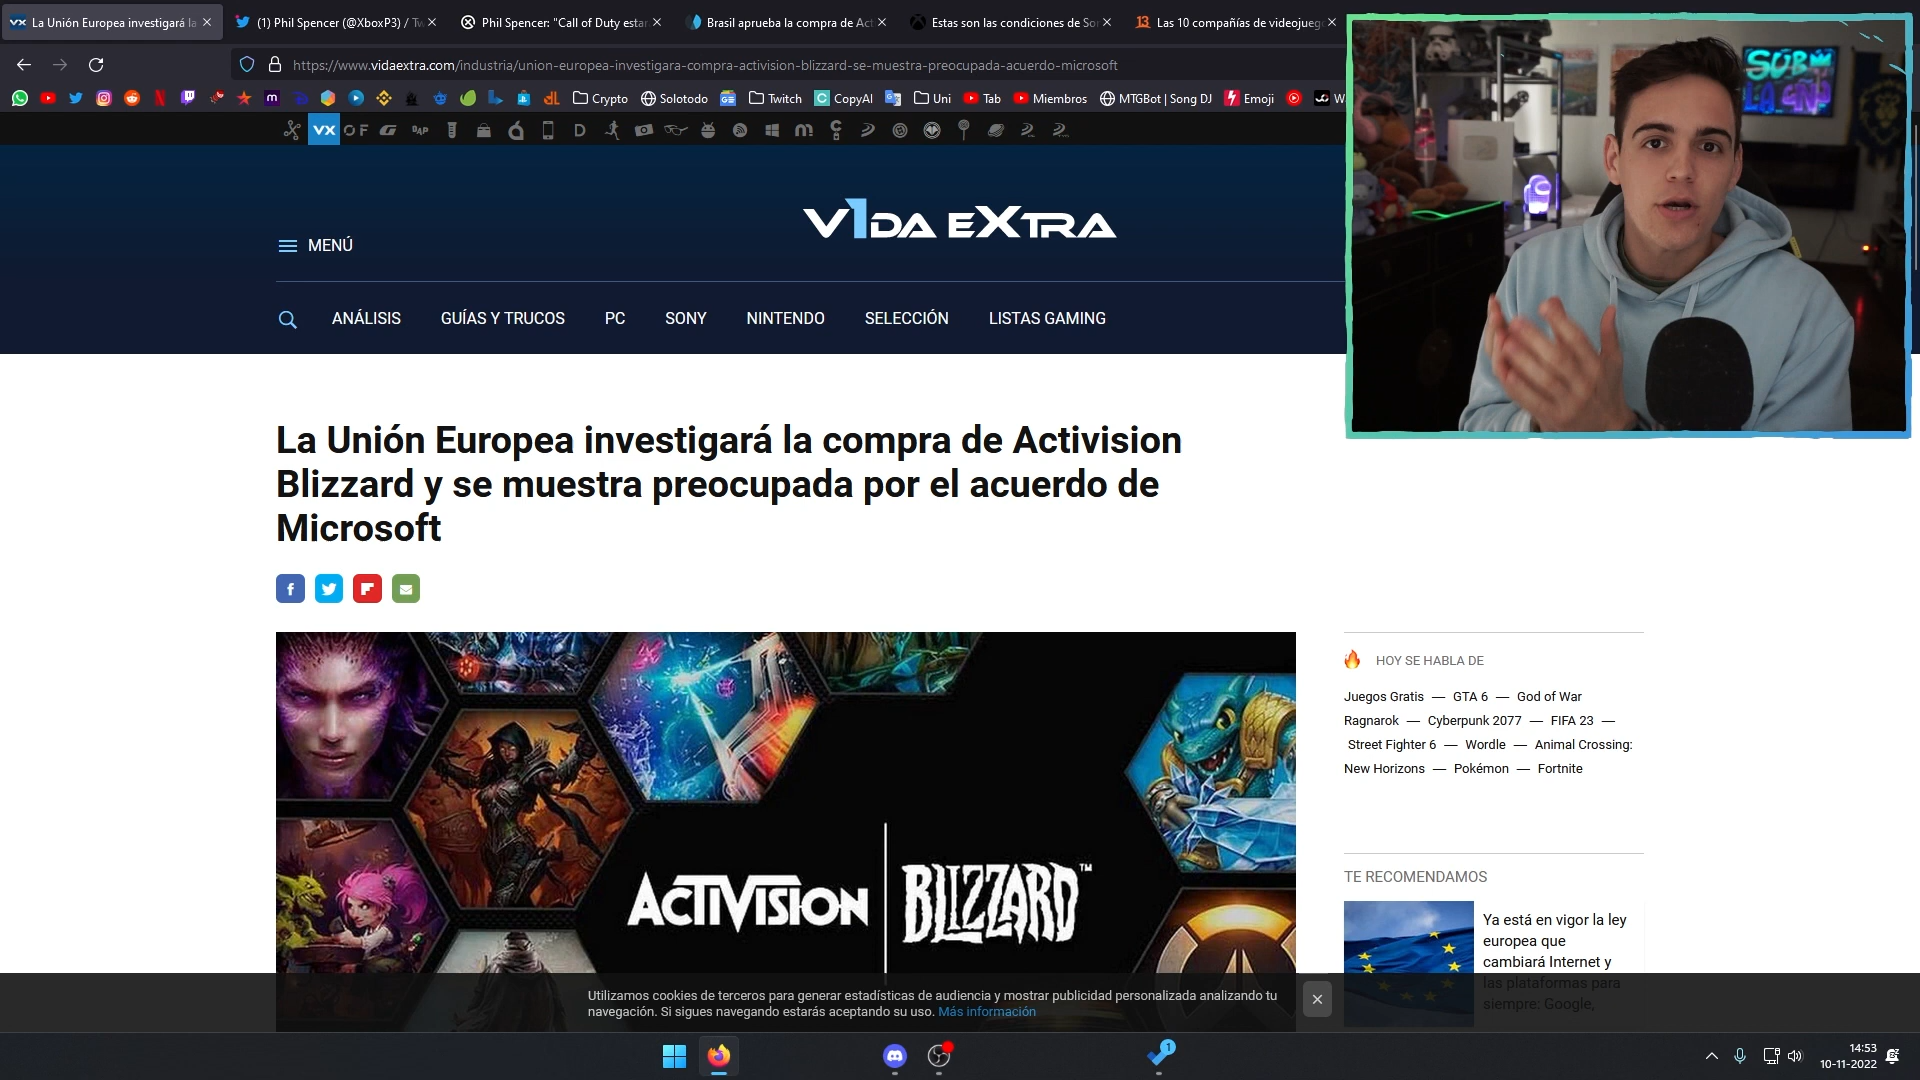 La Unión Europea investigará la
(1) Phil Spencer (@XboxP3) / Tw
Phil Spencer: "Call of Duty estar
Brasil aprueba la compra de Act
Estas son las condiciones de So
Las 10 compañías de videojueg
https://www.vidaextra.com/industria/union-europea-investigara-compra-activision-blizzard-se-muestra-preocupada-acuerdo-microsoft
Crypto
Solotodo
Twitch
CopyAI
Uni
Tab
Miembros
MTGBot | Song DJ
Emoji
SUB
VX
MENÚ
V1DA EXTRA
ANÁLISIS
GUÍAS Y TRUCOS
PC
SONY
NINTENDO
SELECCIÓN
LISTAS GAMING
La Unión Europea investigará la compra de Activision
Blizzard y se muestra preocupada por el acuerdo de
Microsoft
ACTIVISION
BLIZZARD™
HOY SE HABLA DE
Juegos Gratis — GTA 6 — God of War
Ragnarok — Cyberpunk 2077 — FIFA 23 —
Street Fighter 6 — Wordle — Animal Crossing:
New Horizons — Pokémon — Fortnite
TE RECOMENDAMOS
Ya está en vigor la ley
europea que
cambiará Internet y
las plataformas para
siempre: Google,
Utilizamos cookies de terceros para generar estadísticas de audiencia y mostrar publicidad personalizada analizando tu
navegación. Si sigues navegando estarás aceptando su uso. Más información
1
14:53
10-11-2022